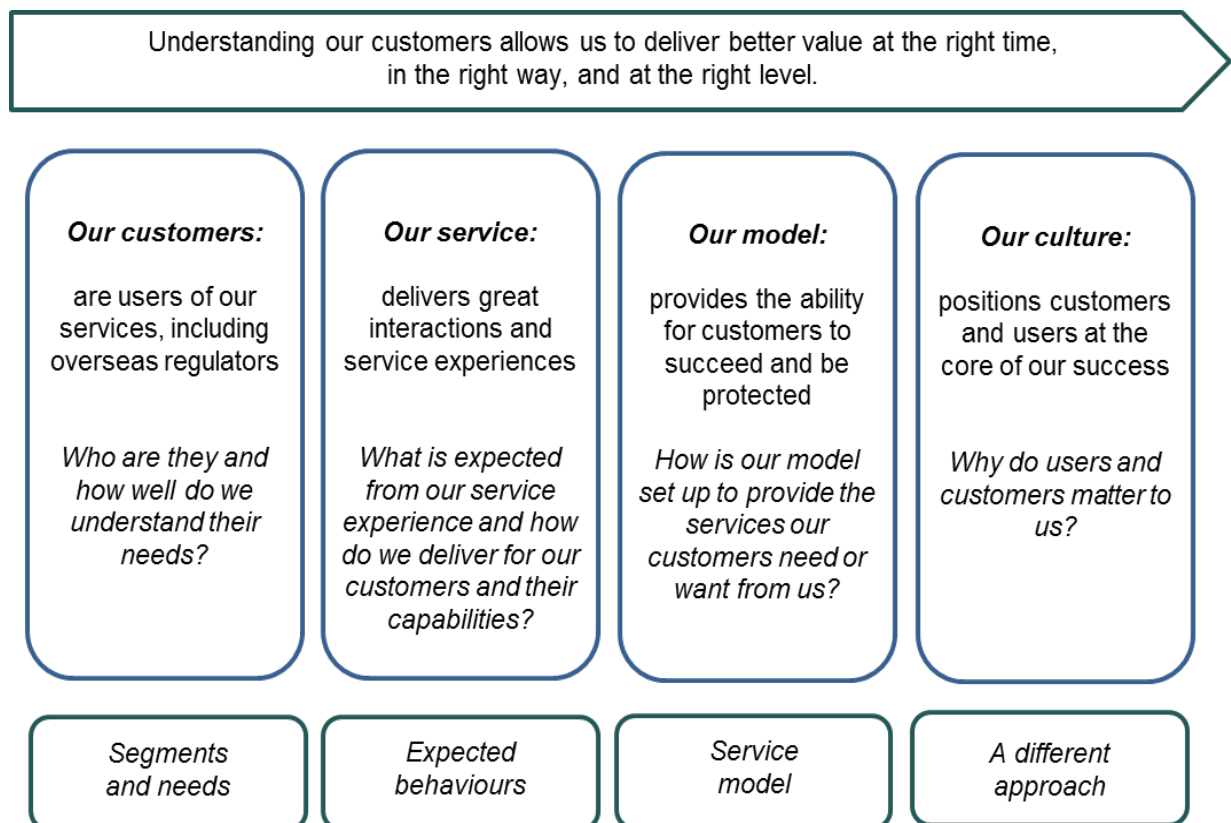 Understanding our customers allows us to deliver better value at the right time,
in the right way, and at the right level.
Our customers:
are users of our
services, including
overseas regulators
Who are they and
how well do we
understand their
needs?
Our service:
delivers great
interactions and
service experiences
What is expected
from our service
experience and how
do we deliver for our
customers and their
capabilities?
Our model:
provides the ability
for customers to
succeed and be
protected
How is our model
set up to provide the
services our
customers need or
want from us?
Our culture:
positions customers
and users at the
core of our success
Why do users and
customers matter to
us?
Segments
and needs
Expected
behaviours
Service
model
A different
approach